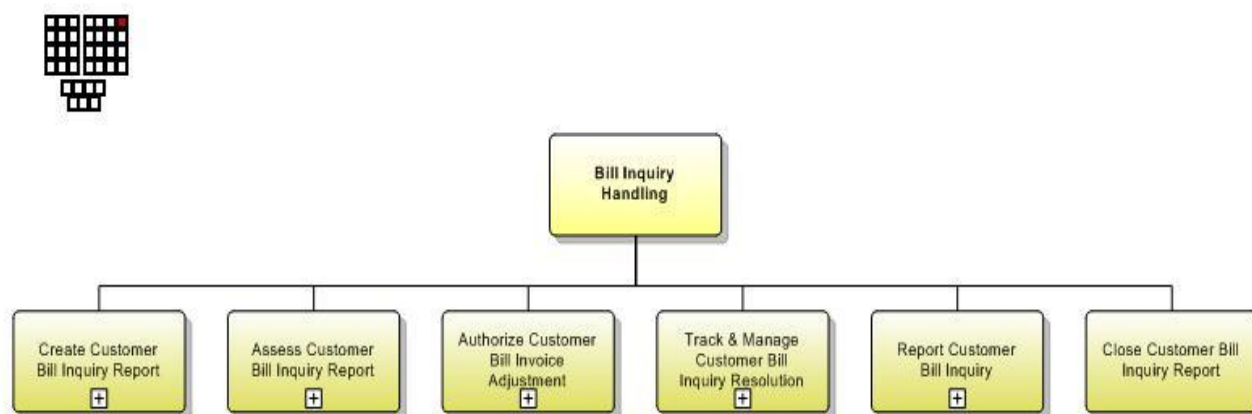 Bill Inquiry
Handling
Create Customer
Bill Inquiry Report
Assess Customer
Bill Inquiry Report
Authorize Customer
Bill Invoice
Adjustment
Track & Manage
Customer Bill
Inquiry Resolution
Report Customer
Bill Inquiry
Close Customer Bill
Inquiry Report